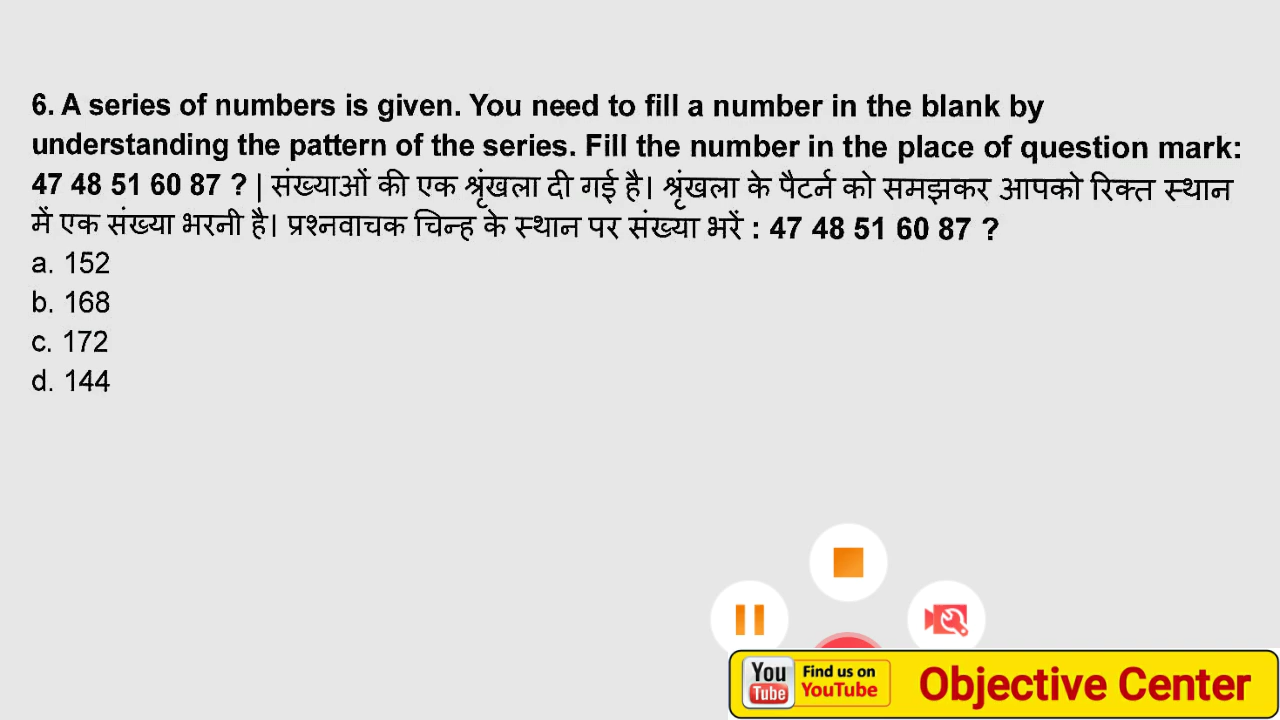 6. A series of numbers is given. You need to fill a number in the blank by
understanding the pattern of the series. Fill the number in the place of question mark:
47 48 51 60 87 ? | संख्याओं की एक श्रृंखला दी गई है। श्रृंखला के पैटर्न को समझकर आपको रिक्त स्थान
में एक संख्या भरनी है। प्रश्नवाचक चिन्ह के स्थान पर संख्या भरें : 47 48 51 60 87 ?
a. 152
b. 168
c. 172
d. 144
You Tube Find us on YouTube Objective Center